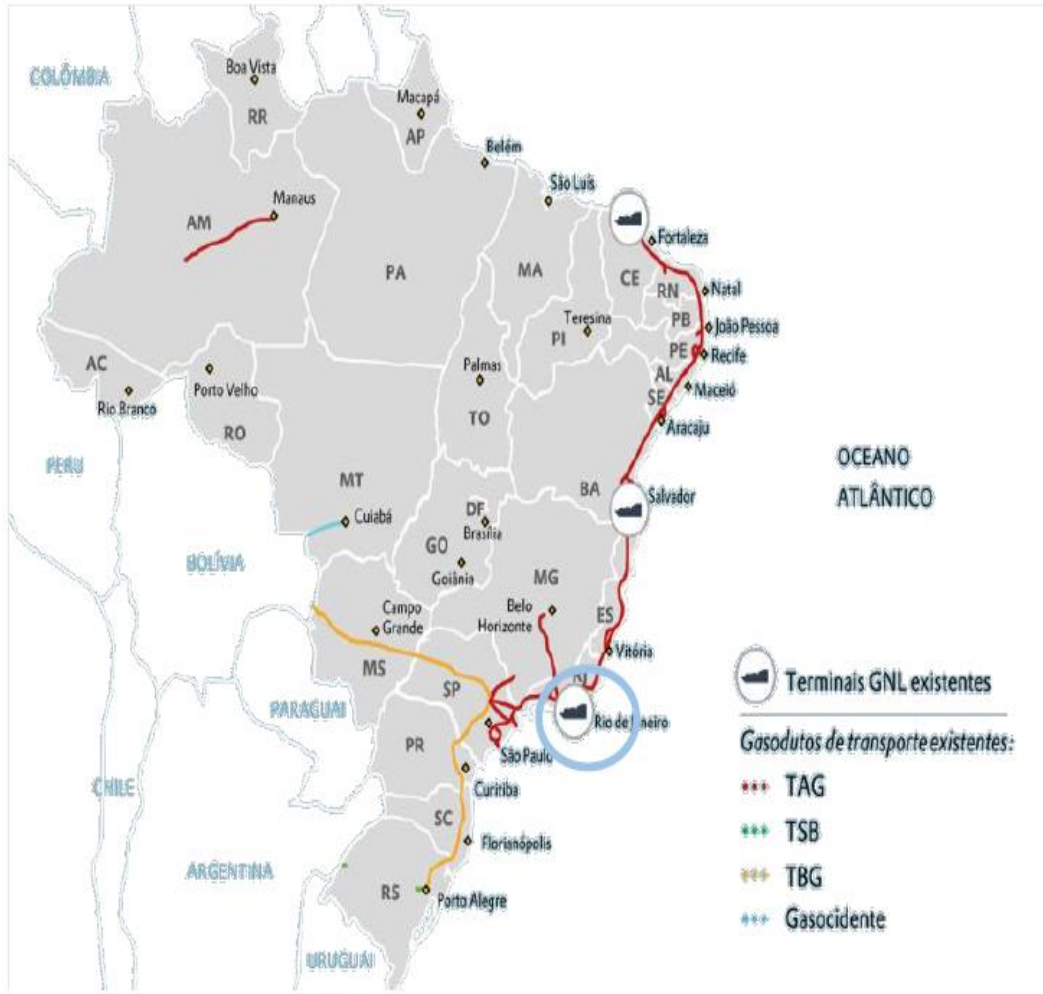 COLÔMBIA
Boa Vista
RR
Macapá
AP
Belém
São Luís
Manaus
AM
Fortaleza
PA
MA
CE
RN
Natal
Teresina
PB
João Pessoa
PI
PE
Recife
AC
Palmas
AL
Maceió
Porto Velho
SE
Rio Branco
TO
Aracaju
RO
OCEANO
ATLÂNTICO
PERU
MT
BA
Salvador
Cuiabá
DF
Brasília
GO
BOLÍVIA
Goiânia
MG
Campo
Grande
Belo
Horizonte
ES
Vitória
MS
SP
RJ
Terminais GNL existentes
PARAGUAI
Rio de Janeiro
PR
São Paulo
Gasodutos de transporte existentes:
CHILE
Curitiba
TAG
SC
TSB
Florianópolis
ARGENTINA
TBG
RS
Porto Alegre
Gasocidente
URUGUAI